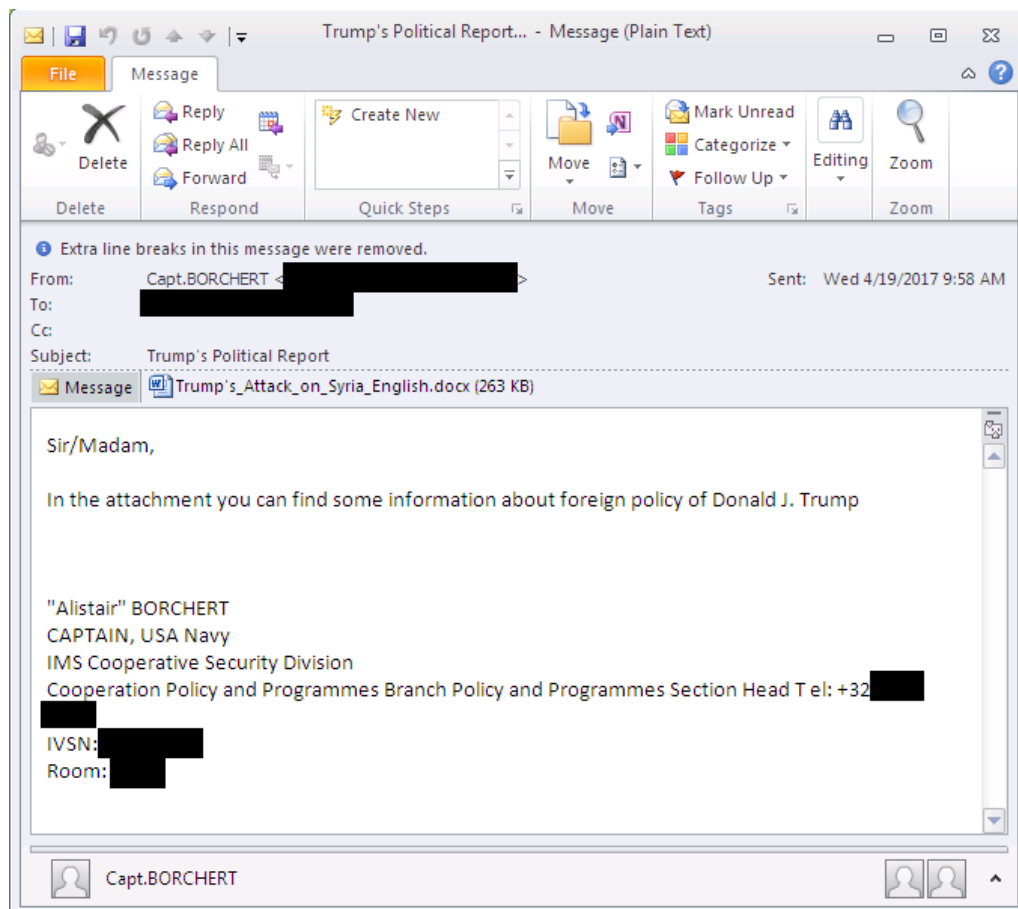 Trump's Political Report... - Message (Plain Text)
File Message
Delete
Reply
Reply All
Forward
Create New
Move
Mark Unread
Categorize
Follow Up
Editing
Zoom
Delete Respond Quick Steps Move Tags Zoom
Extra line breaks in this message were removed.
From: Capt.BORCHERT < > Sent: Wed 4/19/2017 9:58 AM
To:
Cc:
Subject: Trump's Political Report
Message Trump's_Attack_on_Syria_English.docx (263 KB)
Sir/Madam,
In the attachment you can find some information about foreign policy of Donald J. Trump
"Alistair" BORCHERT
CAPTAIN, USA Navy
IMS Cooperative Security Division
Cooperation Policy and Programmes Branch Policy and Programmes Section Head T el: +32
IVSN:
Room:
Capt.BORCHERT